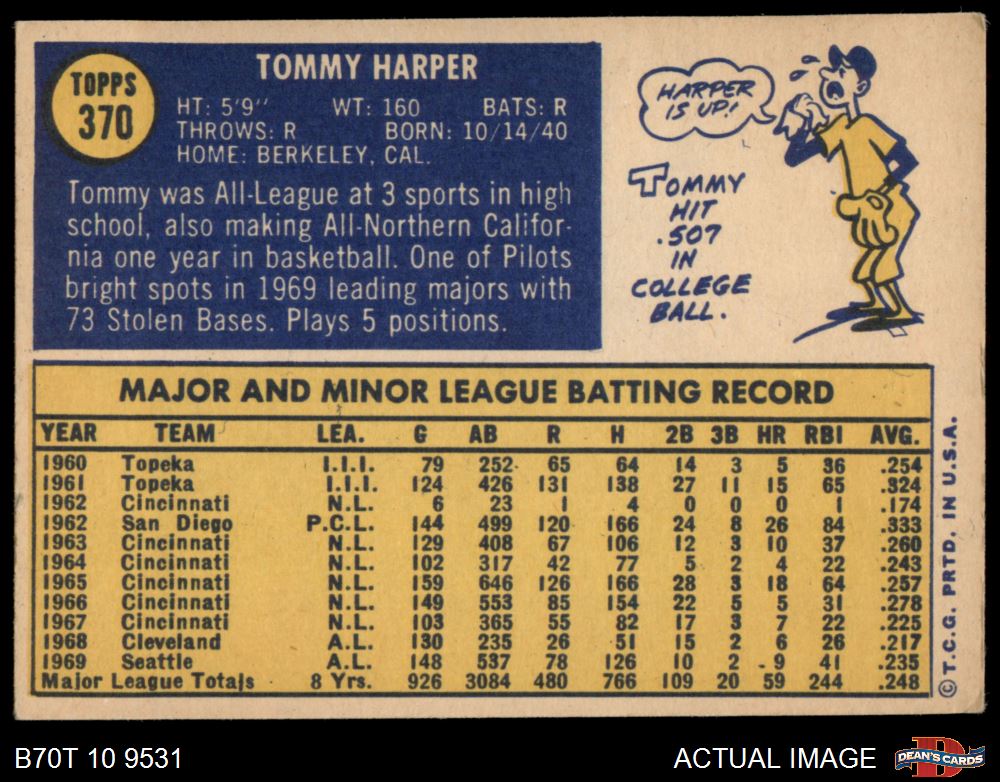 TOPPS
370
TOMMY HARPER
HT: 5'9" WT: 160 BATS: R
THROWS: R BORN: 10/14/40
HOME: BERKELEY, CAL.
Tommy was All-League at 3 sports in high
school, also making All-Northern Califor-
nia one year in basketball. One of Pilots
bright spots in 1969 leading majors with
73 Stolen Bases. Plays 5 positions.
HARPER
IS UP!
TOMMY
HIT
.507
IN
COLLEGE
BALL.
MAJOR AND MINOR LEAGUE BATTING RECORD
YEAR TEAM LEA. G AB R H 2B 3B HR RBI AVG.
1960 Topeka I.I.I. 79 252 65 64 14 3 5 36 .254
1961 Topeka I.I.I. 124 426 131 138 27 11 15 65 .324
1962 Cincinnati N.L. 6 23 1 4 0 0 0 1 .174
1962 San Diego P.C.L. 144 499 120 166 24 8 26 84 .333
1963 Cincinnati N.L. 129 408 67 106 12 3 10 37 .260
1964 Cincinnati N.L. 102 317 42 77 5 2 4 22 .243
1965 Cincinnati N.L. 159 646 126 166 28 3 18 64 .257
1966 Cincinnati N.L. 149 553 85 154 22 5 5 31 .278
1967 Cincinnati N.L. 103 365 55 82 17 3 7 22 .225
1968 Cleveland A.L. 130 235 26 51 15 2 6 26 .217
1969 Seattle A.L. 148 537 78 126 10 2 9 41 .235
Major League Totals 8 Yrs. 926 3084 480 766 109 20 59 244 .248
© T.C.G. PRTD. IN U.S.A.
B70T 10 9531
ACTUAL IMAGE
D
DEAN'S CARDS